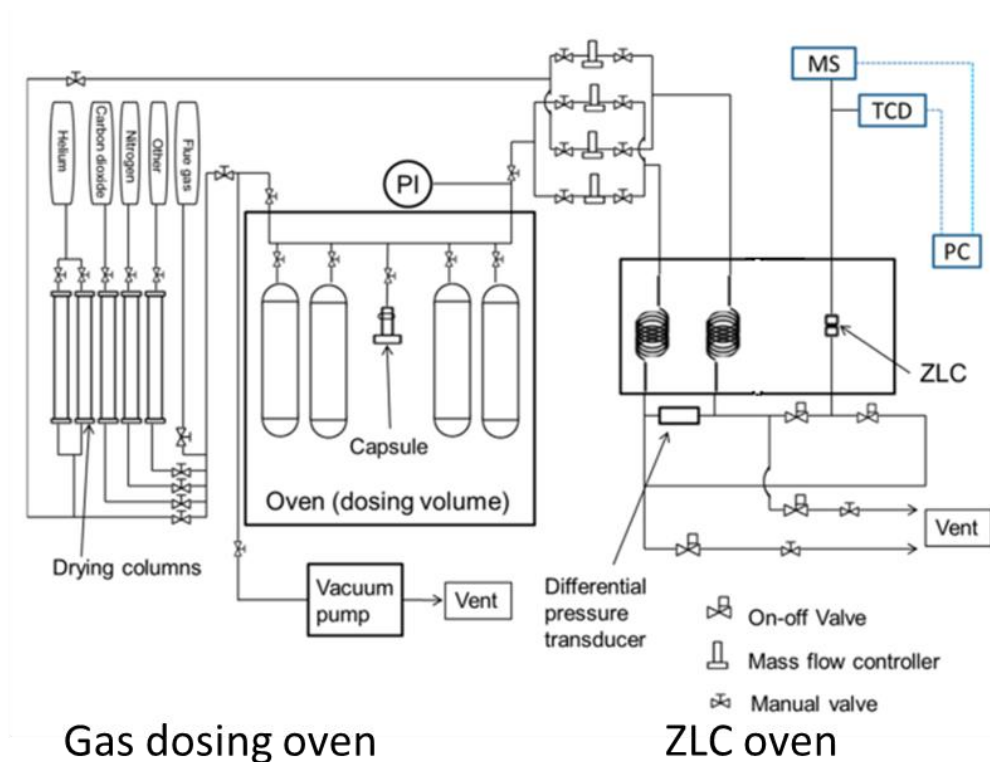 MS
TCD
PC
Helium
Carbon dioxide
Nitrogen
Other
Flue gas
PI
ZLC
Capsule
Oven (dosing volume)
Drying columns
Vacuum
pump
Vent
Differential
pressure
transducer
Vent
On-off Valve
Mass flow controller
Manual valve
Gas dosing oven
ZLC oven